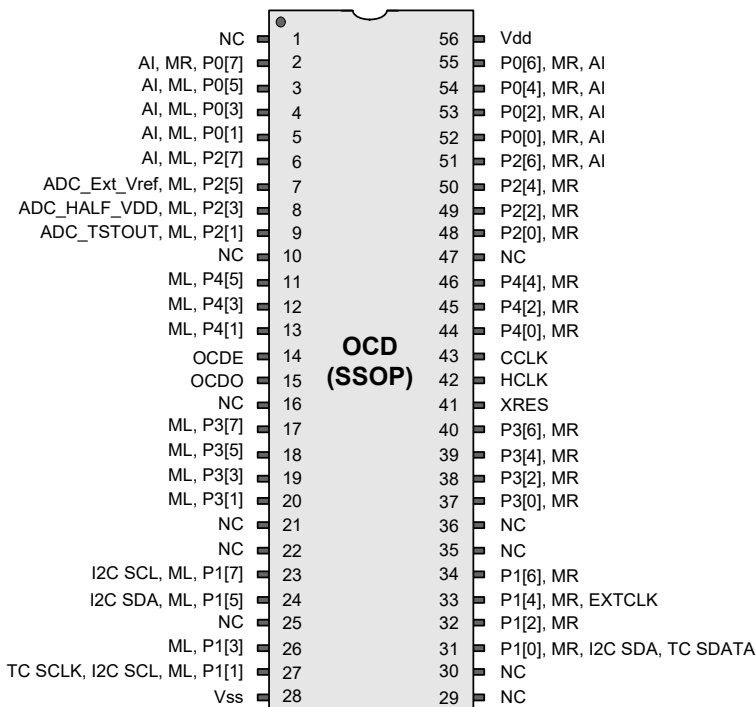 NC 1 56 Vdd
AI, MR, P0[7] 2 55 P0[6], MR, AI
AI, ML, P0[5] 3 54 P0[4], MR, AI
AI, ML, P0[3] 4 53 P0[2], MR, AI
AI, ML, P0[1] 5 52 P0[0], MR, AI
AI, ML, P2[7] 6 51 P2[6], MR, AI
ADC_Ext_Vref, ML, P2[5] 7 50 P2[4], MR
ADC_HALF_VDD, ML, P2[3] 8 49 P2[2], MR
ADC_TSTOUT, ML, P2[1] 9 48 P2[0], MR
NC 10 47 NC
ML, P4[5] 11 46 P4[4], MR
ML, P4[3] 12 45 P4[2], MR
ML, P4[1] 13 44 P4[0], MR
OCDE 14 OCD 43 CCLK
OCDO 15 (SSOP) 42 HCLK
NC 16 41 XRES
ML, P3[7] 17 40 P3[6], MR
ML, P3[5] 18 39 P3[4], MR
ML, P3[3] 19 38 P3[2], MR
ML, P3[1] 20 37 P3[0], MR
NC 21 36 NC
NC 22 35 NC
I2C SCL, ML, P1[7] 23 34 P1[6], MR
I2C SDA, ML, P1[5] 24 33 P1[4], MR, EXTCLK
NC 25 32 P1[2], MR
ML, P1[3] 26 31 P1[0], MR, I2C SDA, TC SDATA
TC SCLK, I2C SCL, ML, P1[1] 27 30 NC
Vss 28 29 NC